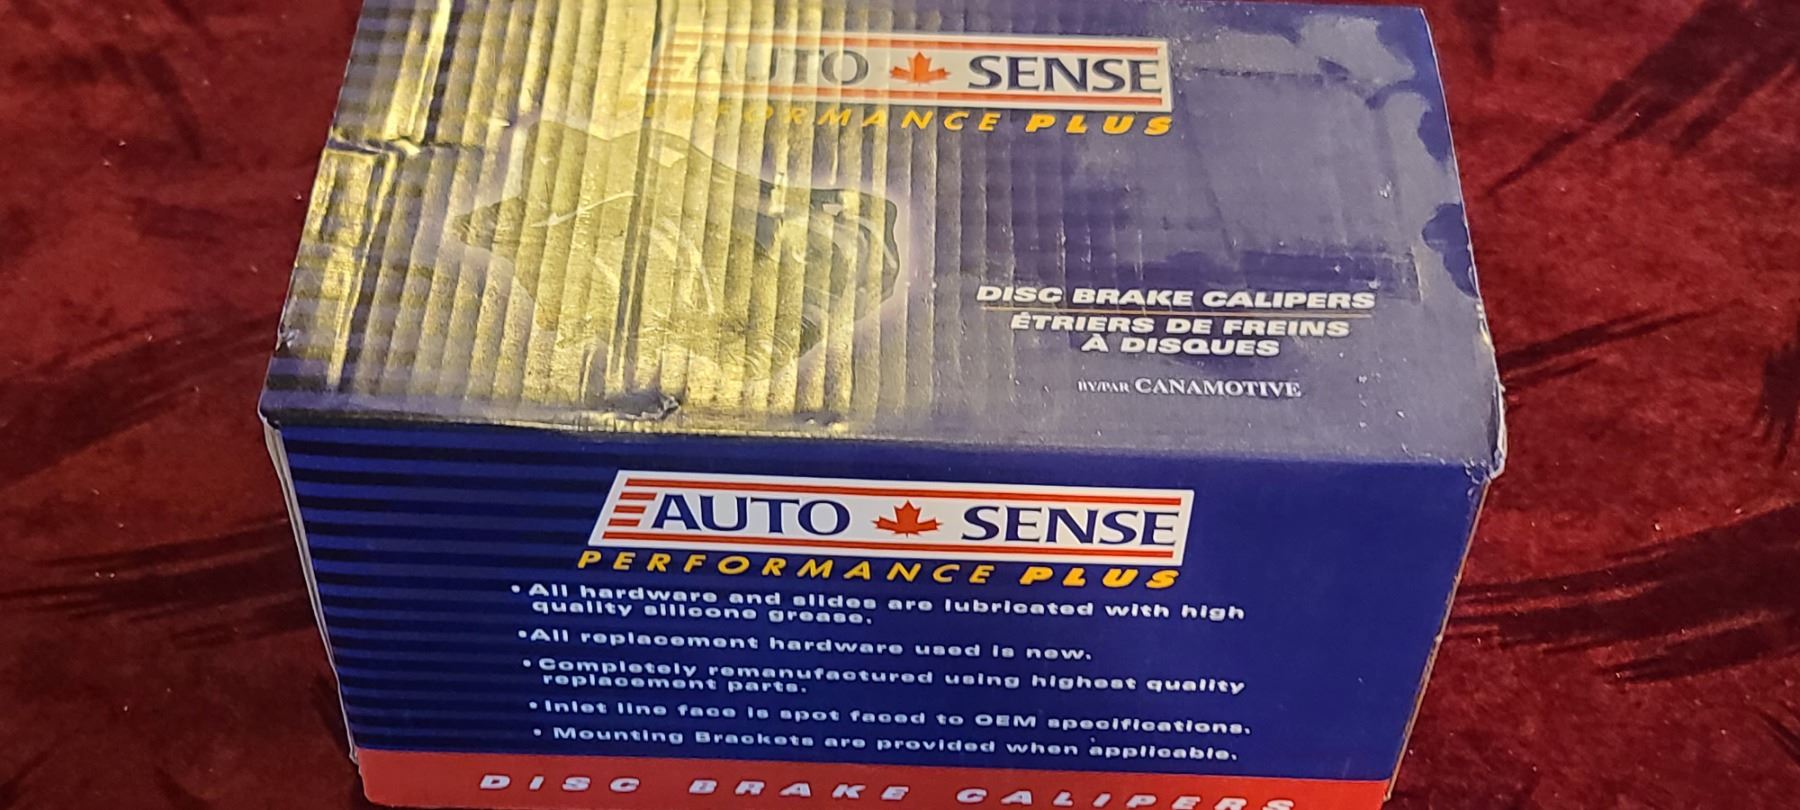 AUTO SENSE
PERFORMANCE PLUS
DISC BRAKE CALIPERS
ÉTRIERS DE FREINS
À DISQUES
BY/PAR CANAMOTIVE
AUTO SENSE
PERFORMANCE PLUS
• All hardware and slides are lubricated with high
quality silicone grease.
• All replacement hardware used is new.
• Completely remanufactured using highest quality
replacement parts.
• Inlet line face is spot faced to OEM specifications.
• Mounting Brackets are provided when applicable.
DISC BRAKE CALIPERS